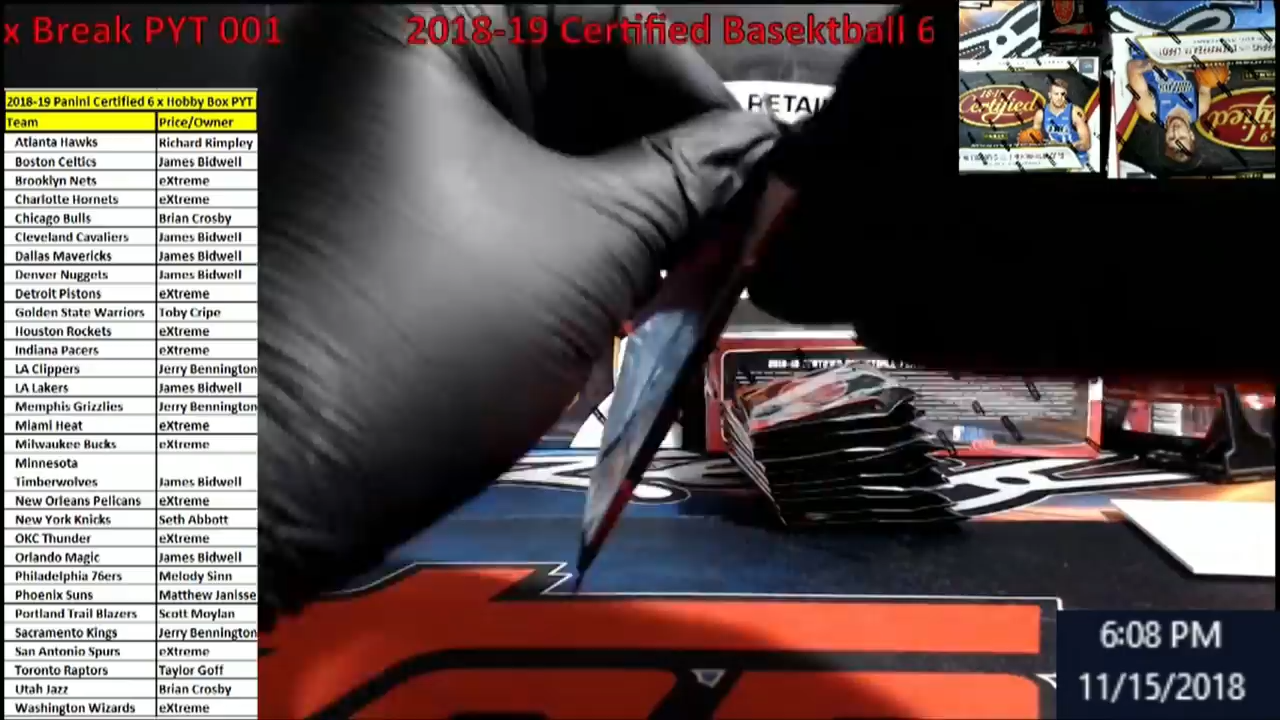 x Break PYT 001
2018-19 Certified Basektball 6
2018-19 Panini Certified 6 x Hobby Box PYT
Team Price/Owner
Atlanta Hawks Richard Rimpley
Boston Celtics James Bidwell
Brooklyn Nets eXtreme
Charlotte Hornets eXtreme
Chicago Bulls Brian Crosby
Cleveland Cavaliers James Bidwell
Dallas Mavericks James Bidwell
Denver Nuggets James Bidwell
Detroit Pistons eXtreme
Golden State Warriors Toby Cripe
Houston Rockets eXtreme
Indiana Pacers eXtreme
LA Clippers Jerry Bennington
LA Lakers James Bidwell
Memphis Grizzlies Jerry Bennington
Miami Heat eXtreme
Milwaukee Bucks eXtreme
Minnesota
Timberwolves James Bidwell
New Orleans Pelicans eXtreme
New York Knicks Seth Abbott
OKC Thunder eXtreme
Orlando Magic James Bidwell
Philadelphia 76ers Melody Sinn
Phoenix Suns Matthew Janisse
Portland Trail Blazers Scott Moylan
Sacramento Kings Jerry Bennington
San Antonio Spurs eXtreme
Toronto Raptors Taylor Goff
Utah Jazz Brian Crosby
Washington Wizards eXtreme
RETAI
Certified
6:08 PM
11/15/2018